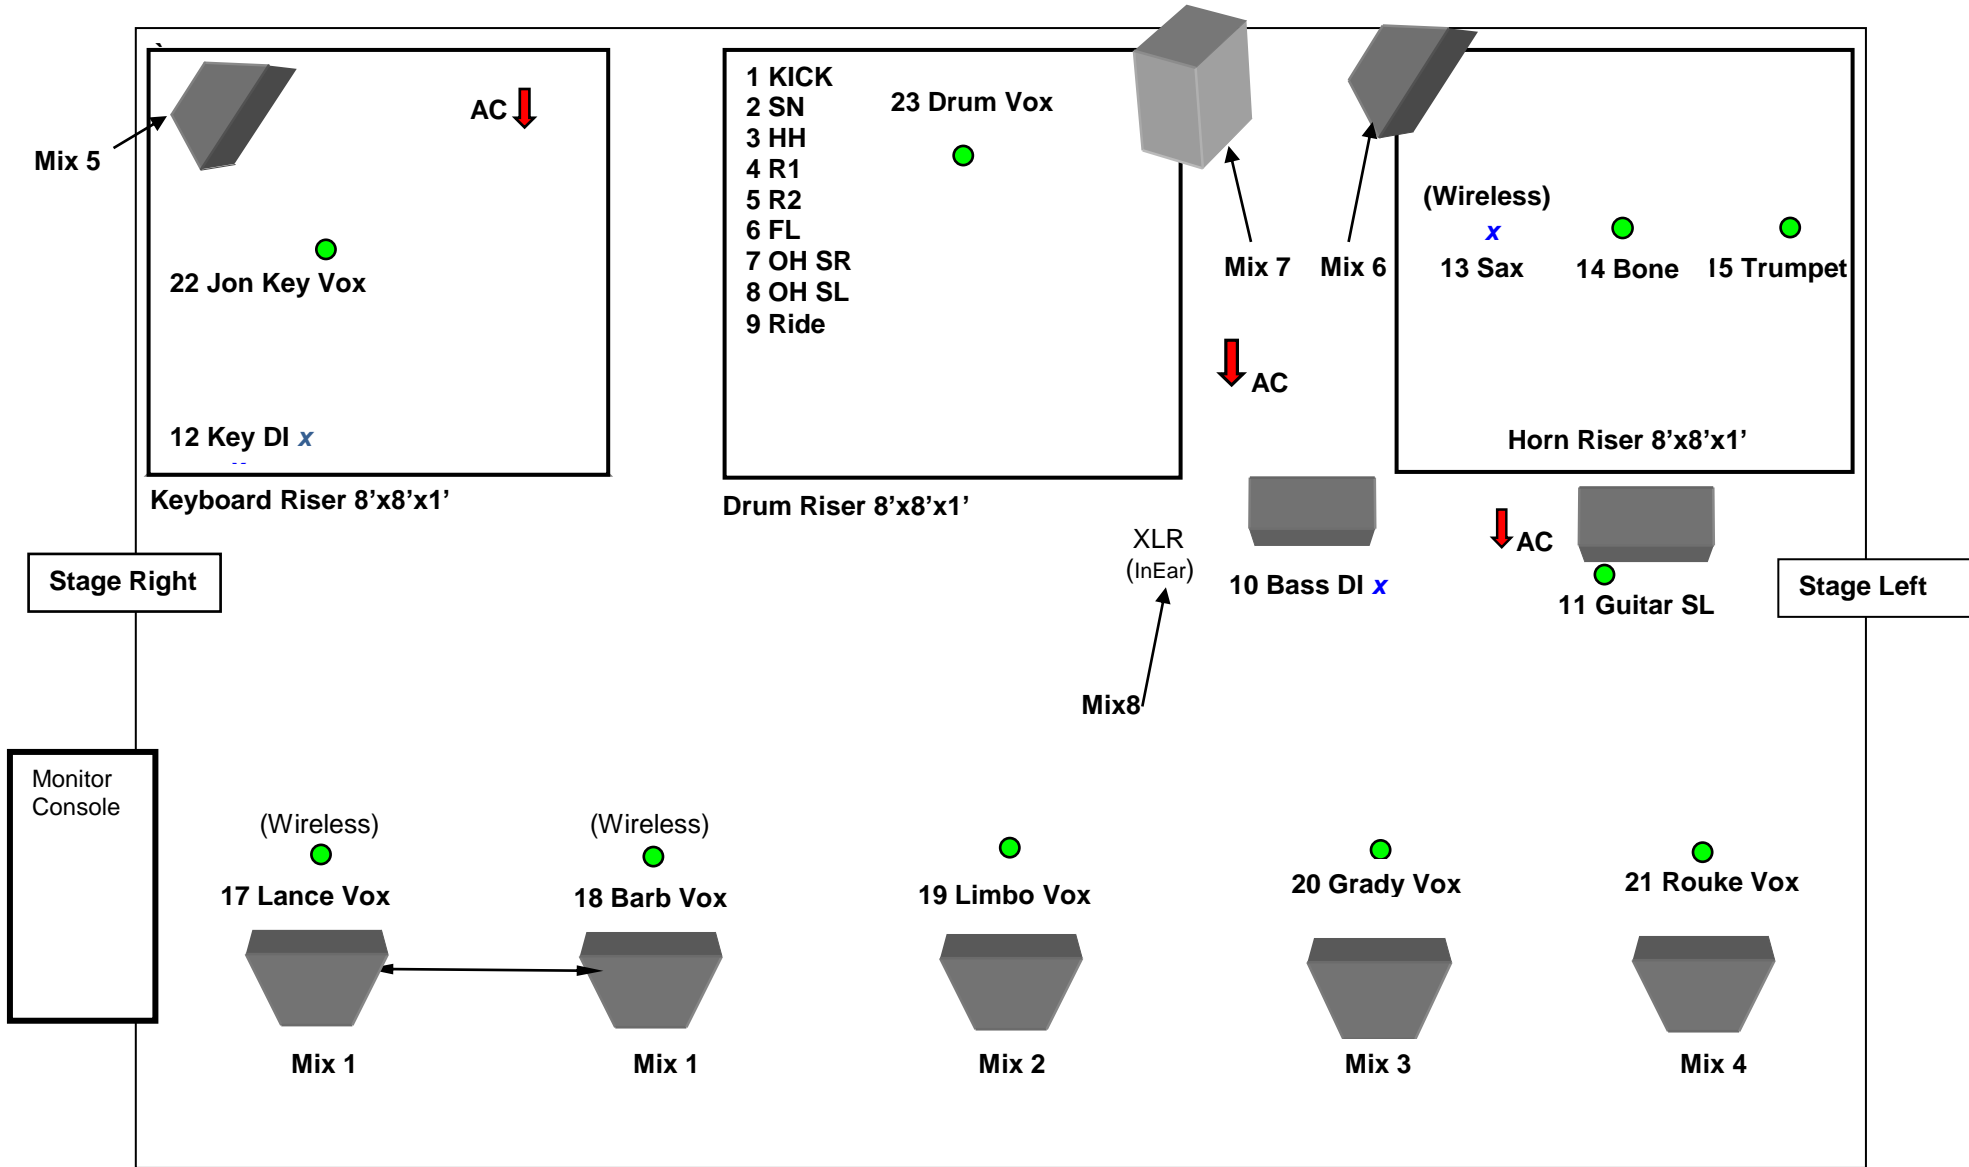 `
Mix 5
AC
22 Jon Key Vox
12 Key DI x
Keyboard Riser 8’x8’x1’
1 KICK
2 SN
3 HH
4 R1
5 R2
6 FL
7 OH SR
8 OH SL
9 Ride
23 Drum Vox
Drum Riser 8’x8’x1’
Mix 7
Mix 6
AC
(Wireless)
x
13 Sax
14 Bone
15 Trumpet
Horn Riser 8’x8’x1’
Stage Right
XLR
(InEar)
10 Bass DI x
AC
11 Guitar SL
Stage Left
Mix8
Monitor
Console
(Wireless)
17 Lance Vox
(Wireless)
18 Barb Vox
19 Limbo Vox
20 Grady Vox
21 Rouke Vox
Mix 1
Mix 1
Mix 2
Mix 3
Mix 4